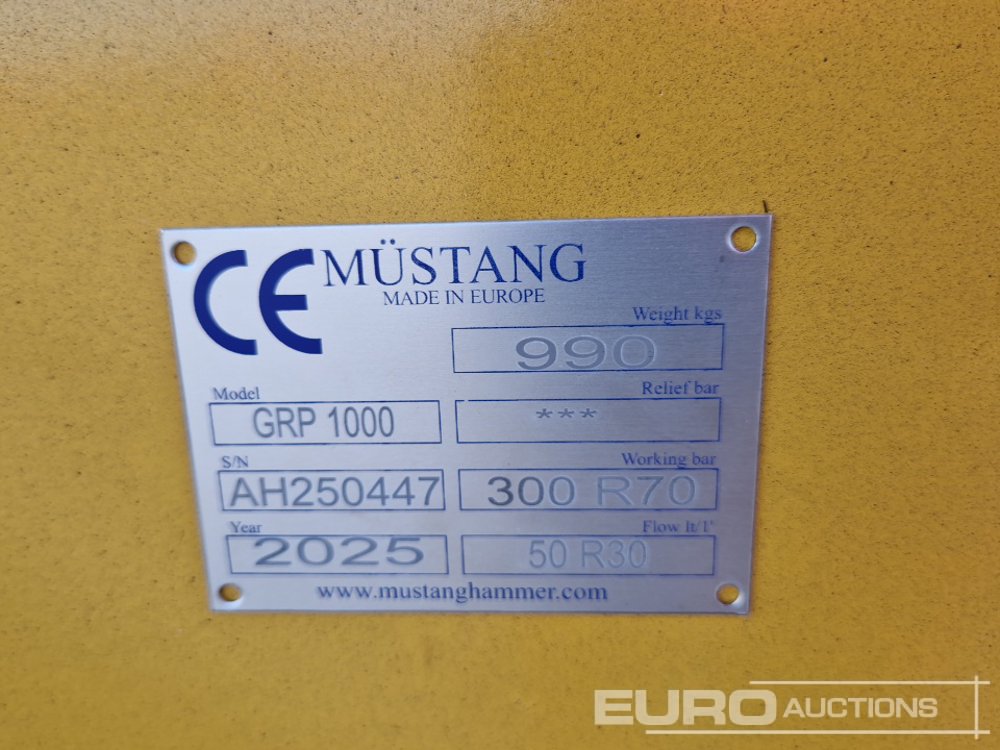 CE MÜSTANG
MADE IN EUROPE
Weight kgs
990
Model
GRP 1000
Relief bar
***
S/N
AH250447
Working bar
300 R70
Year
2025
Flow lt/1'
50 R30
www.mustanghammer.com
EURO AUCTIONS